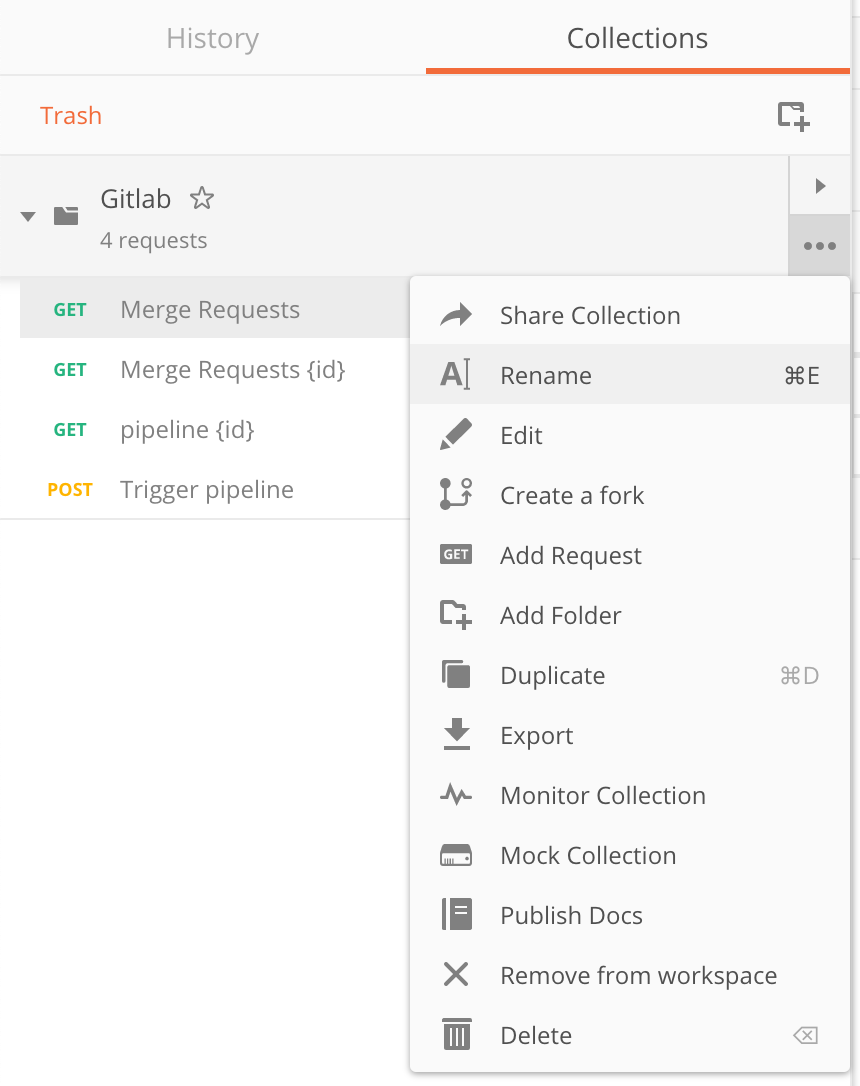 History Collections
Trash
Gitlab
4 requests
GET Merge Requests
GET Merge Requests {id}
GET pipeline {id}
POST Trigger pipeline
Share Collection
A Rename ⌘E
Edit
Create a fork
GET Add Request
Add Folder
Duplicate ⌘D
Export
Monitor Collection
Mock Collection
Publish Docs
Remove from workspace
Delete ⌫